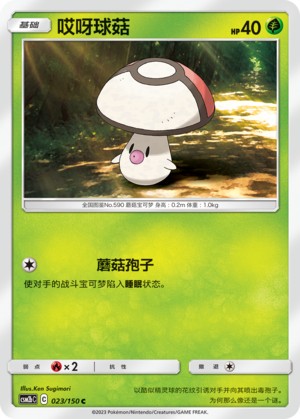 基础 哎呀球菇 HP40
全国图鉴No.590 蘑菇宝可梦 身高：0.2m 体重：1.0kg
蘑菇孢子
使对手的战斗宝可梦陷入睡眠状态。
弱点 ×2 抗性 撤退
Illus.Ken Sugimori
CSM2b C G 023/150 C
以酷似精灵球的花纹引诱对手并向其喷出毒孢子。
为何那么像还是一个谜。
©2023 Pokémon/Nintendo/Creatures/GAME FREAK.